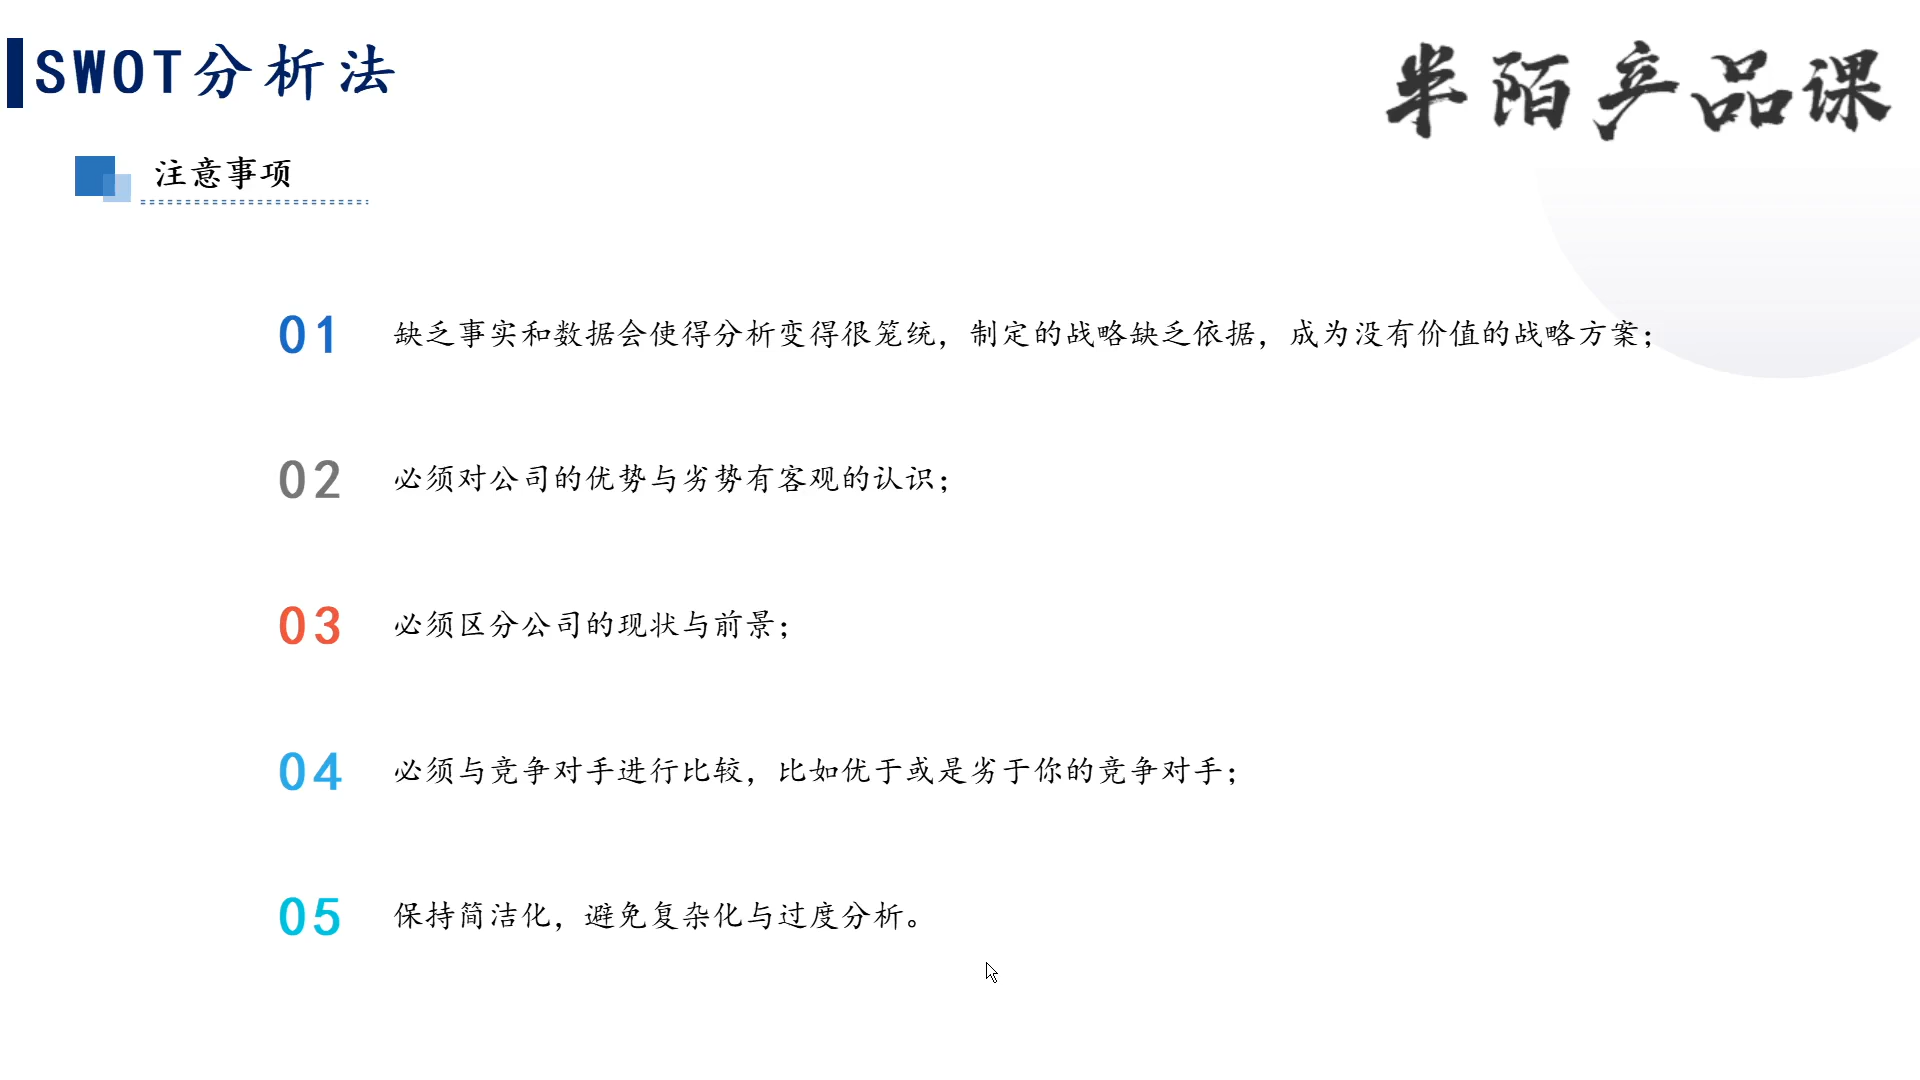 SWOT分析法
半陌产品课
注意事项
01 缺乏事实和数据会使得分析变得很笼统，制定的战略缺乏依据，成为没有价值的战略方案；
02 必须对公司的优势与劣势有客观的认识；
03 必须区分公司的现状与前景；
04 必须与竞争对手进行比较，比如优于或是劣于你的竞争对手；
05 保持简洁化，避免复杂化与过度分析。